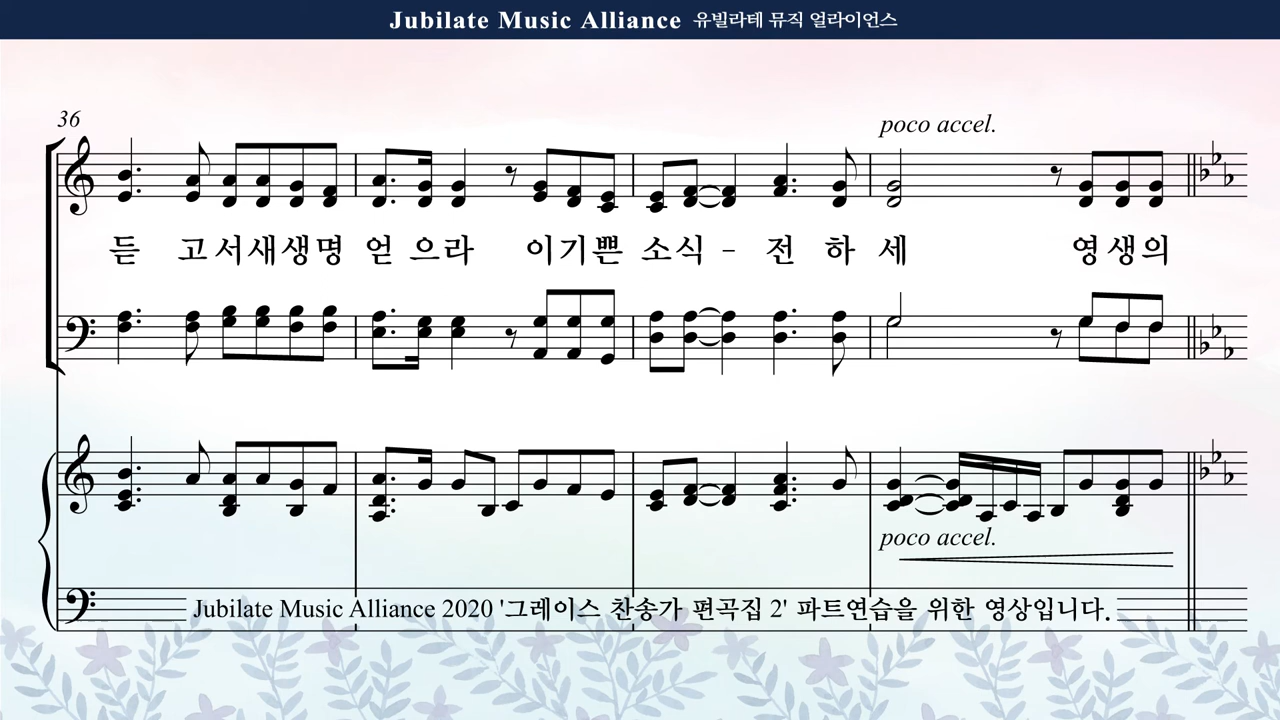 Jubilate Music Alliance 유빌라테 뮤직 얼라이언스
36
poco accel.
듣 고 서 새 생 명 얻 으 라 이 기 쁜 소 식 - 전 하 세 영 생 의
poco accel.
Jubilate Music Alliance 2020 '그레이스 찬송가 편곡집 2' 파트연습을 위한 영상입니다.